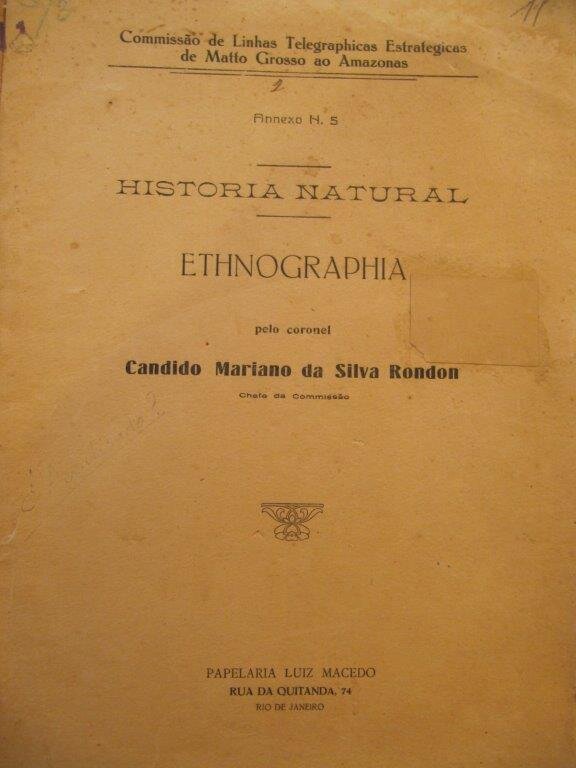 11
Commissão de Linhas Telegraphicas Estrategicas
de Matto Grosso ao Amazonas
Annexo N. 5
HISTORIA NATURAL
ETHNOGRAPHIA
pelo coronel
Candido Mariano da Silva Rondon
Chefe da Commissão
PAPELARIA LUIZ MACEDO
RUA DA QUITANDA, 74
RIO DE JANEIRO